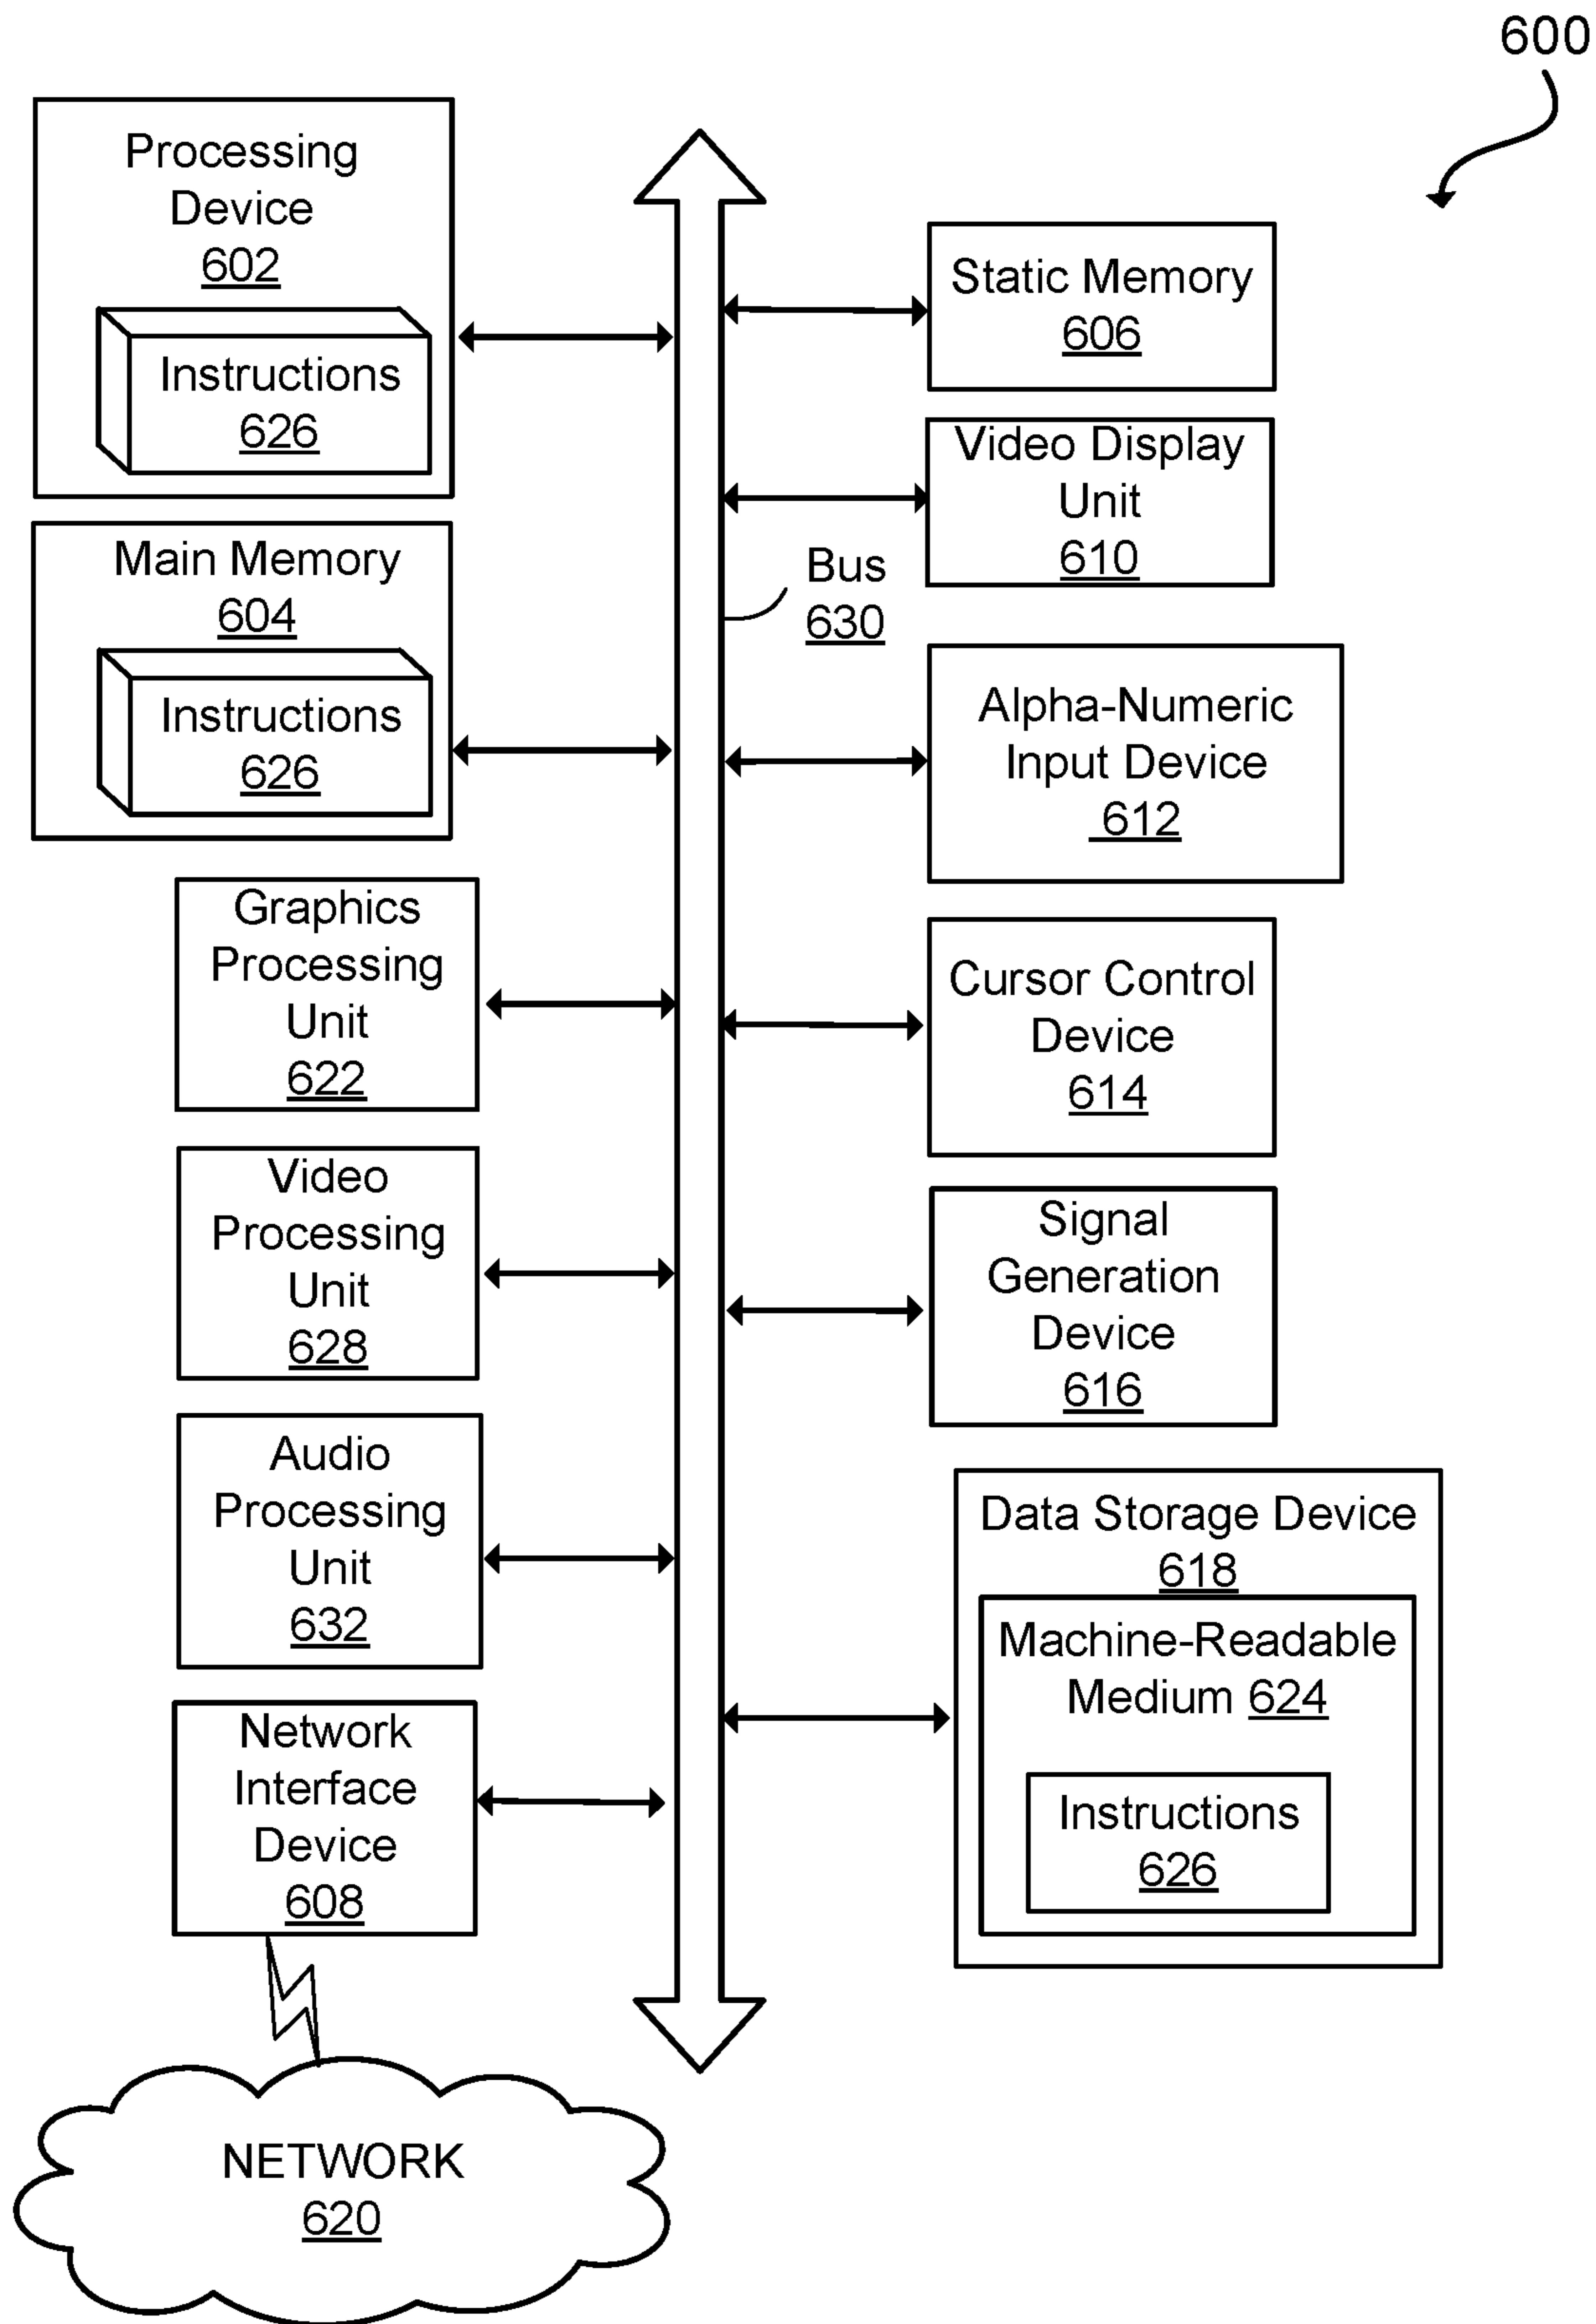 600
Processing
Device
602
Instructions
626
Main Memory
604
Instructions
626
Graphics
Processing
Unit
622
Video
Processing
Unit
628
Audio
Processing
Unit
632
Network
Interface
Device
608
NETWORK
620
Bus
630
Static Memory
606
Video Display
Unit
610
Alpha-Numeric
Input Device
612
Cursor Control
Device
614
Signal
Generation
Device
616
Data Storage Device
618
Machine-Readable
Medium 624
Instructions
626